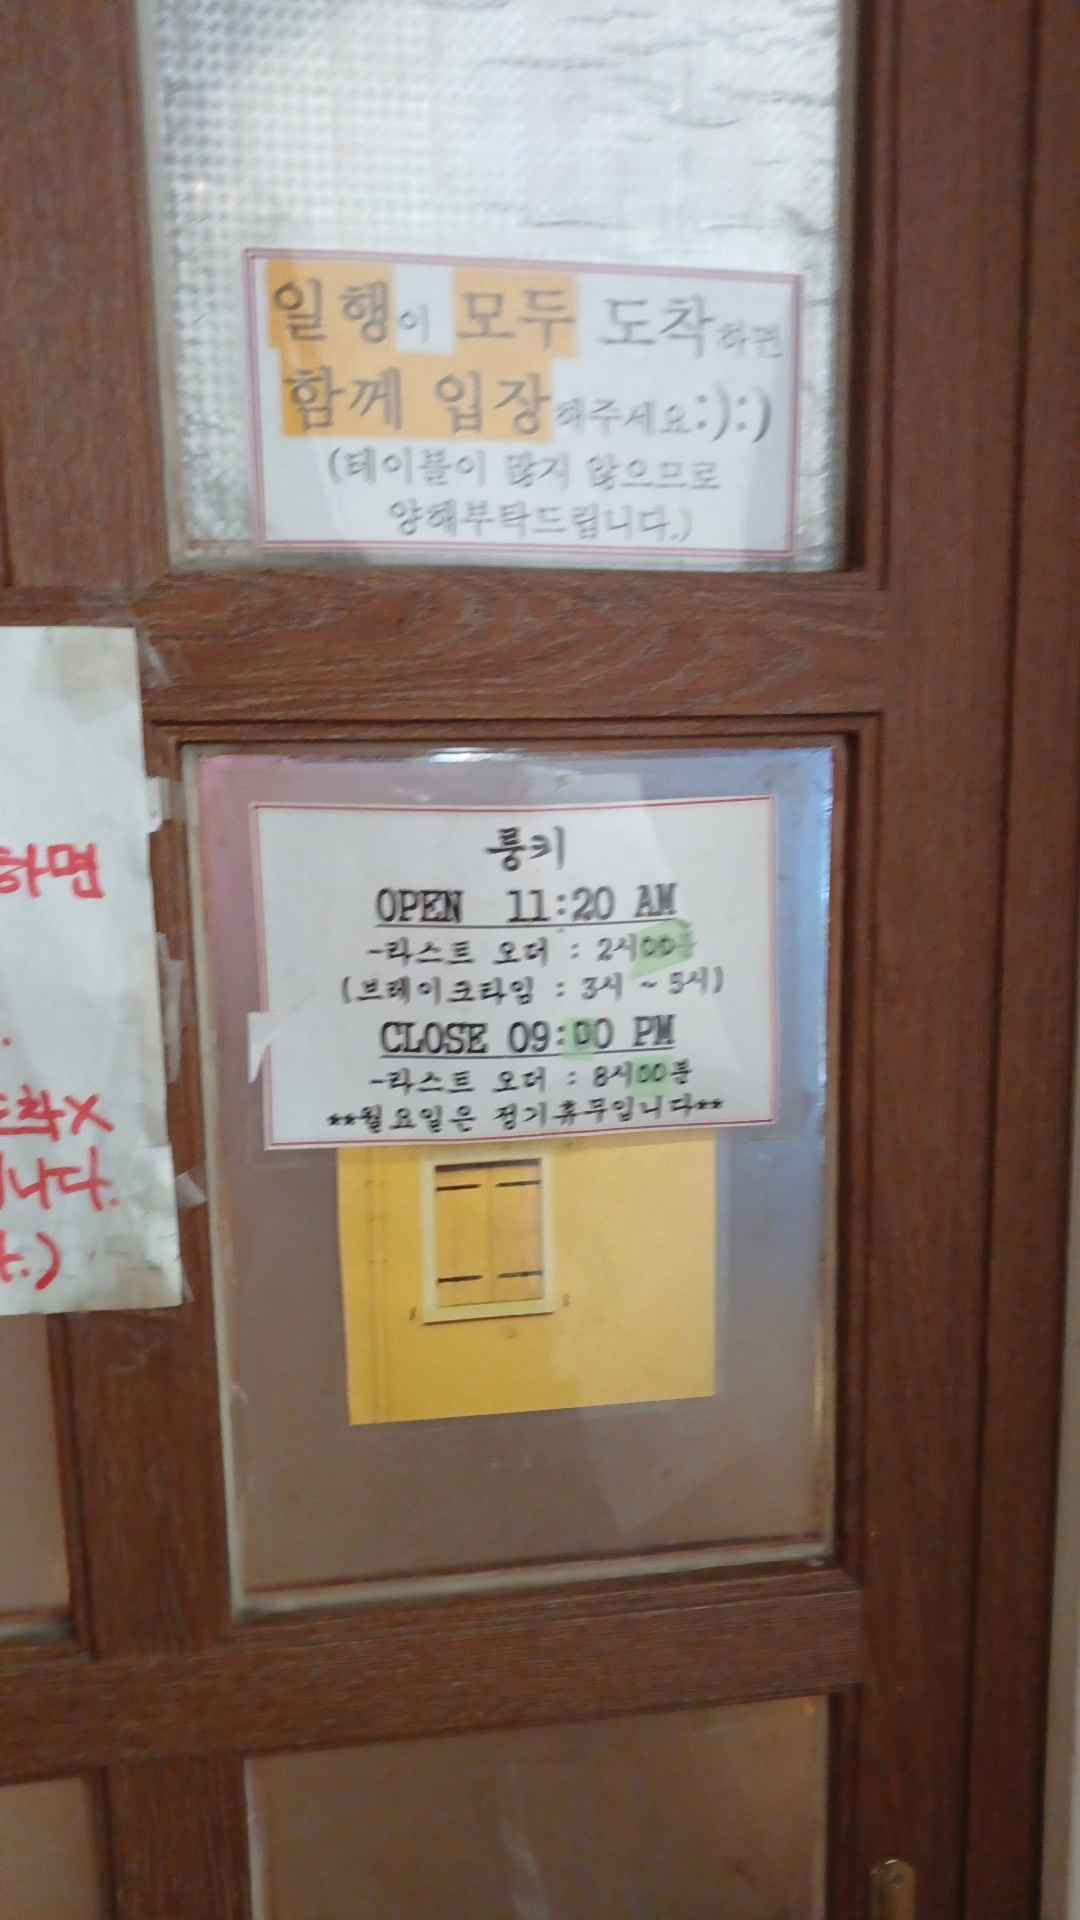 일행이 모두 도착하면
함께 입장해주세요:):)
(테이블이 많지 않으므로
양해부탁드립니다.)
하면
착X
니다.
.)
OPEN 11:20 AM
-라스트 오더 : 2시00분
(브레이크타임 : 3시 ~ 5시)
CLOSE 09:00 PM
-라스트 오더 : 8시00분
**월요일은 정기휴무입니다**